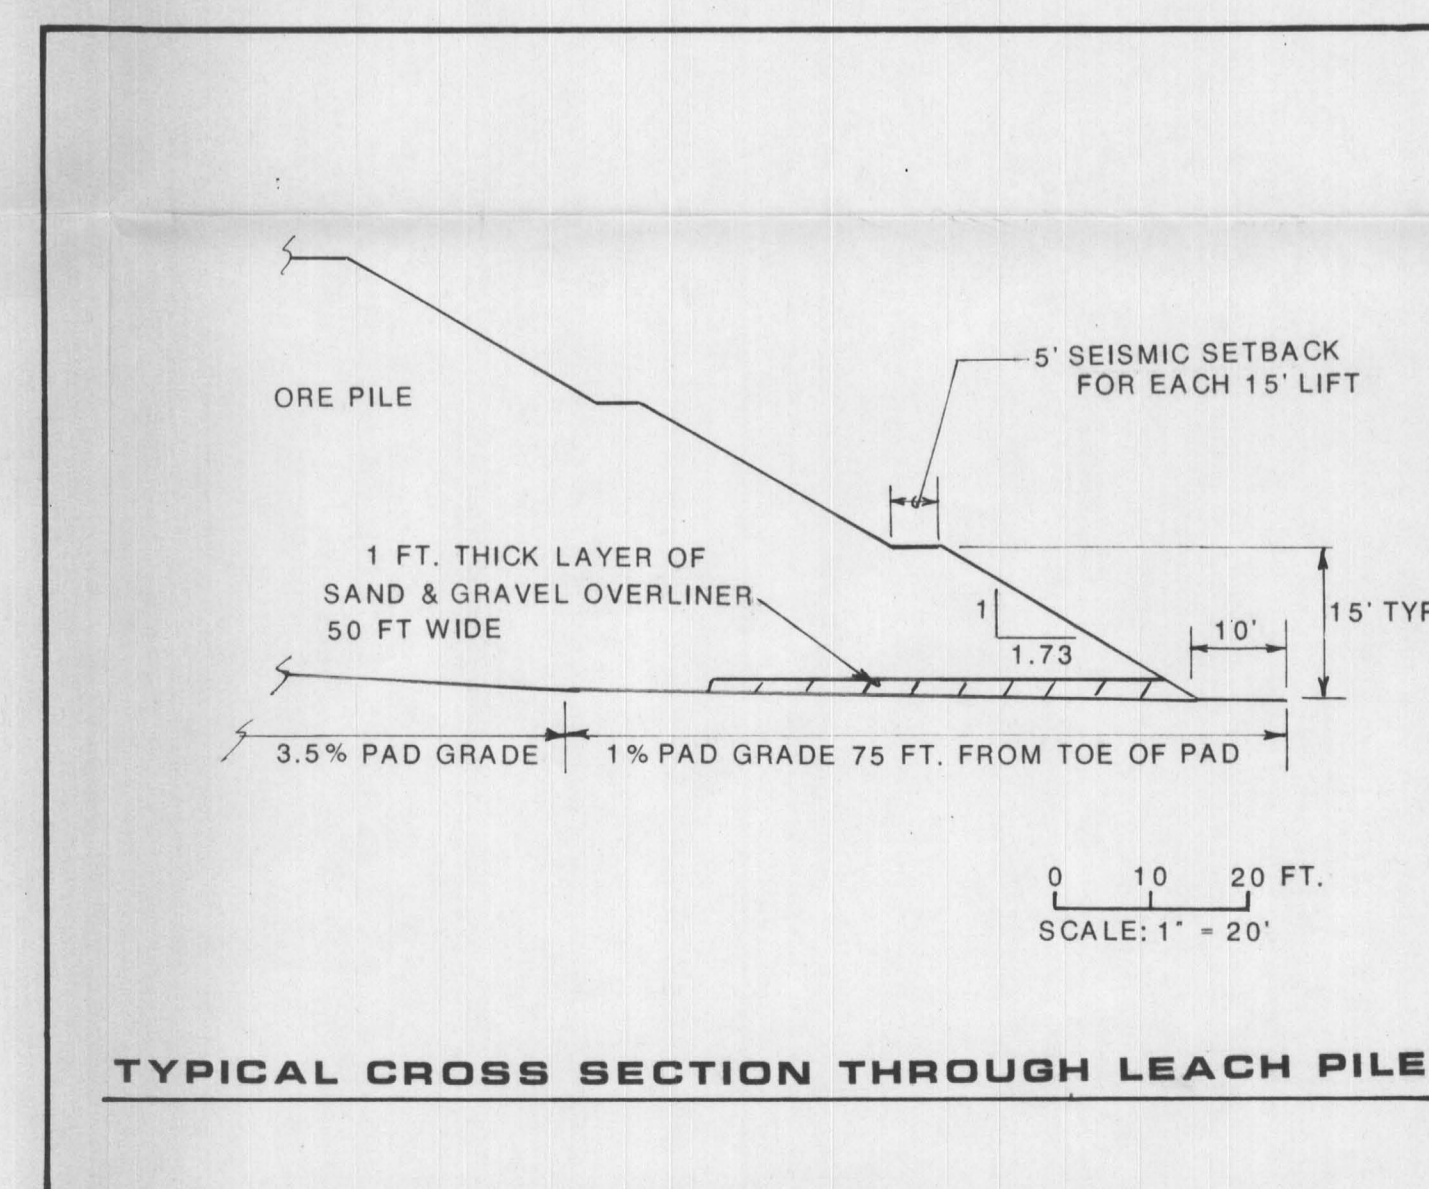 5' SEISMIC SETBACK
FOR EACH 15' LIFT
ORE PILE
1 FT. THICK LAYER OF
SAND & GRAVEL OVERLINER
50 FT WIDE
1
1.73
10'
15' TYP
3.5% PAD GRADE
1% PAD GRADE 75 FT. FROM TOE OF PAD
0 10 20 FT.
SCALE: 1" = 20'
TYPICAL CROSS SECTION THROUGH LEACH PILE